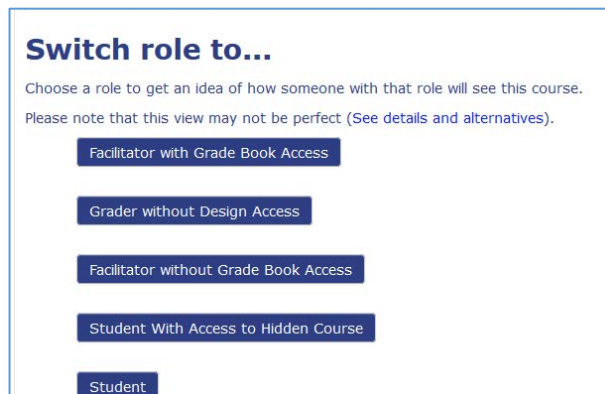 Switch role to...
Choose a role to get an idea of how someone with that role will see this course.
Please note that this view may not be perfect (See details and alternatives).
Facilitator with Grade Book Access
Grader without Design Access
Facilitator without Grade Book Access
Student With Access to Hidden Course
Student